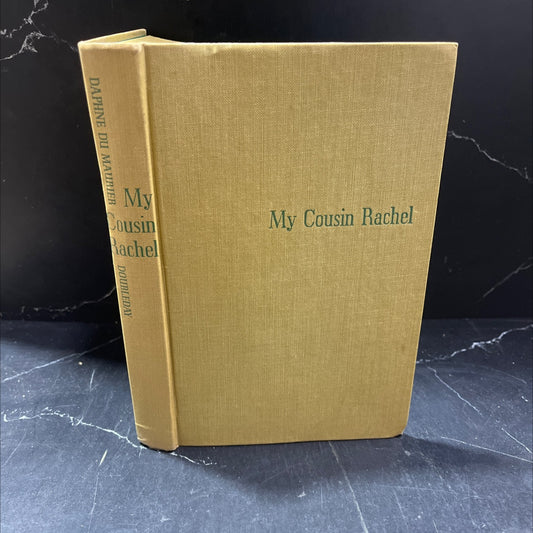 DAPHNE DU MAURIER
My
Cousin
Rachel
DOUBLEDAY
My Cousin Rachel